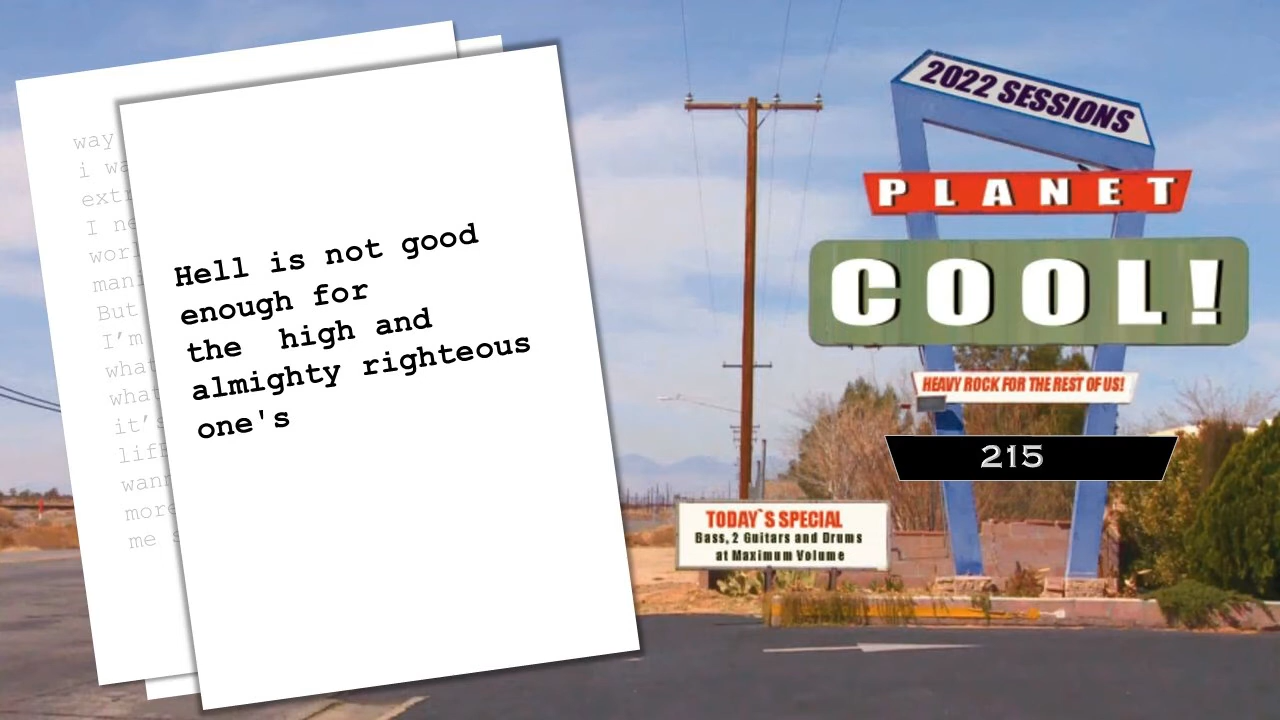 way
i wa
extr
I ne
worl
mani
But
I’m
what
what
it’s
life
wann
more
me s
Hell is not good
enough for
the  high and
almighty righteous
one's
2022 SESSIONS
PLANET
COOL!
HEAVY ROCK FOR THE REST OF US!
215
TODAY`S SPECIAL
Bass, 2 Guitars and Drums
at Maximum Volume